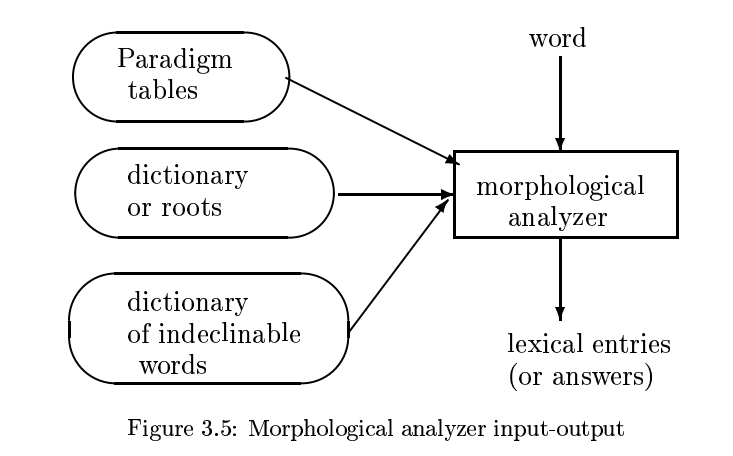 Paradigm
tables
word
dictionary
or roots
morphological
analyzer
dictionary
of indeclinable
words
lexical entries
(or answers)
Figure 3.5: Morphological analyzer input-output